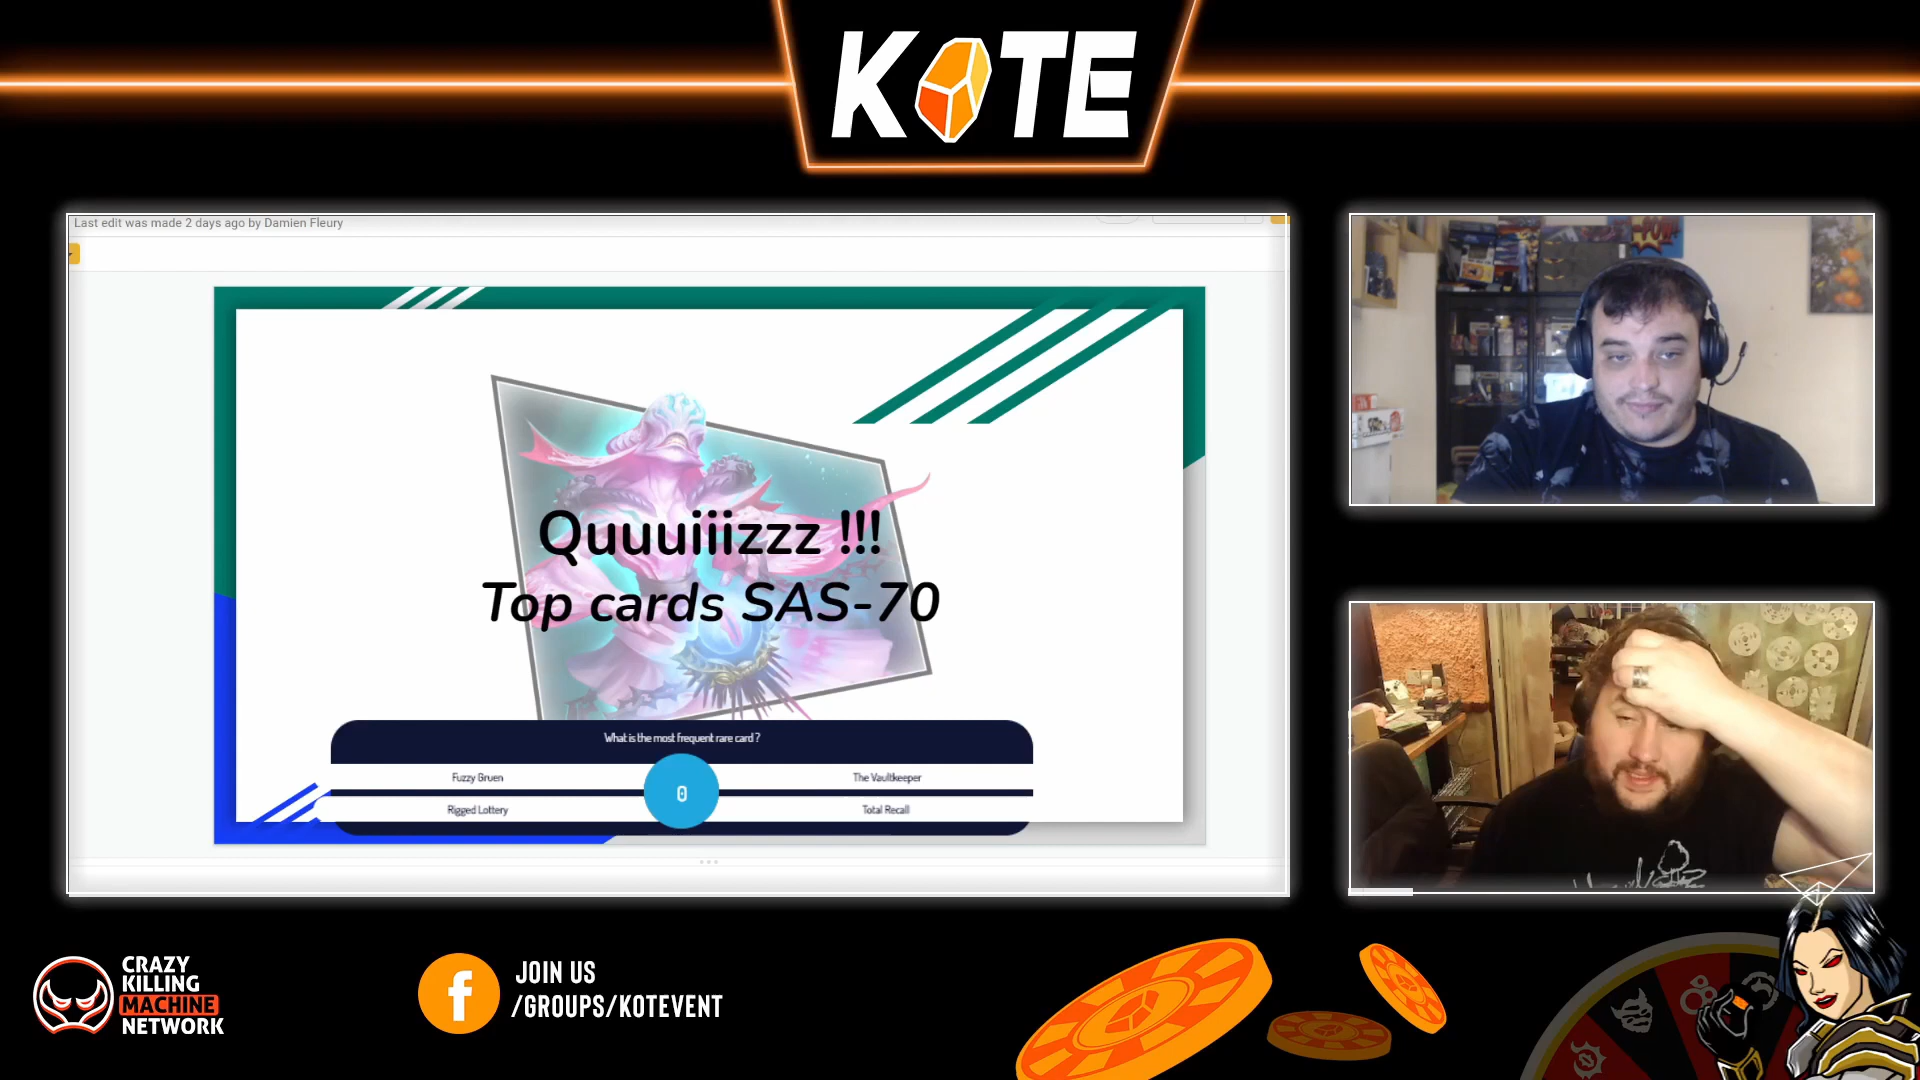 KOTE
Last edit was made 2 days ago by Damien Fleury
Quuuiiizzz !!!
Top cards SAS-70
What is the most frequent rare card ?
Fuzzy Gruen
The Vaultkeeper
0
Rigged Lottery
Total Recall
CRAZY
KILLING
MACHINE
NETWORK
f
JOIN US
/GROUPS/KOTEVENT